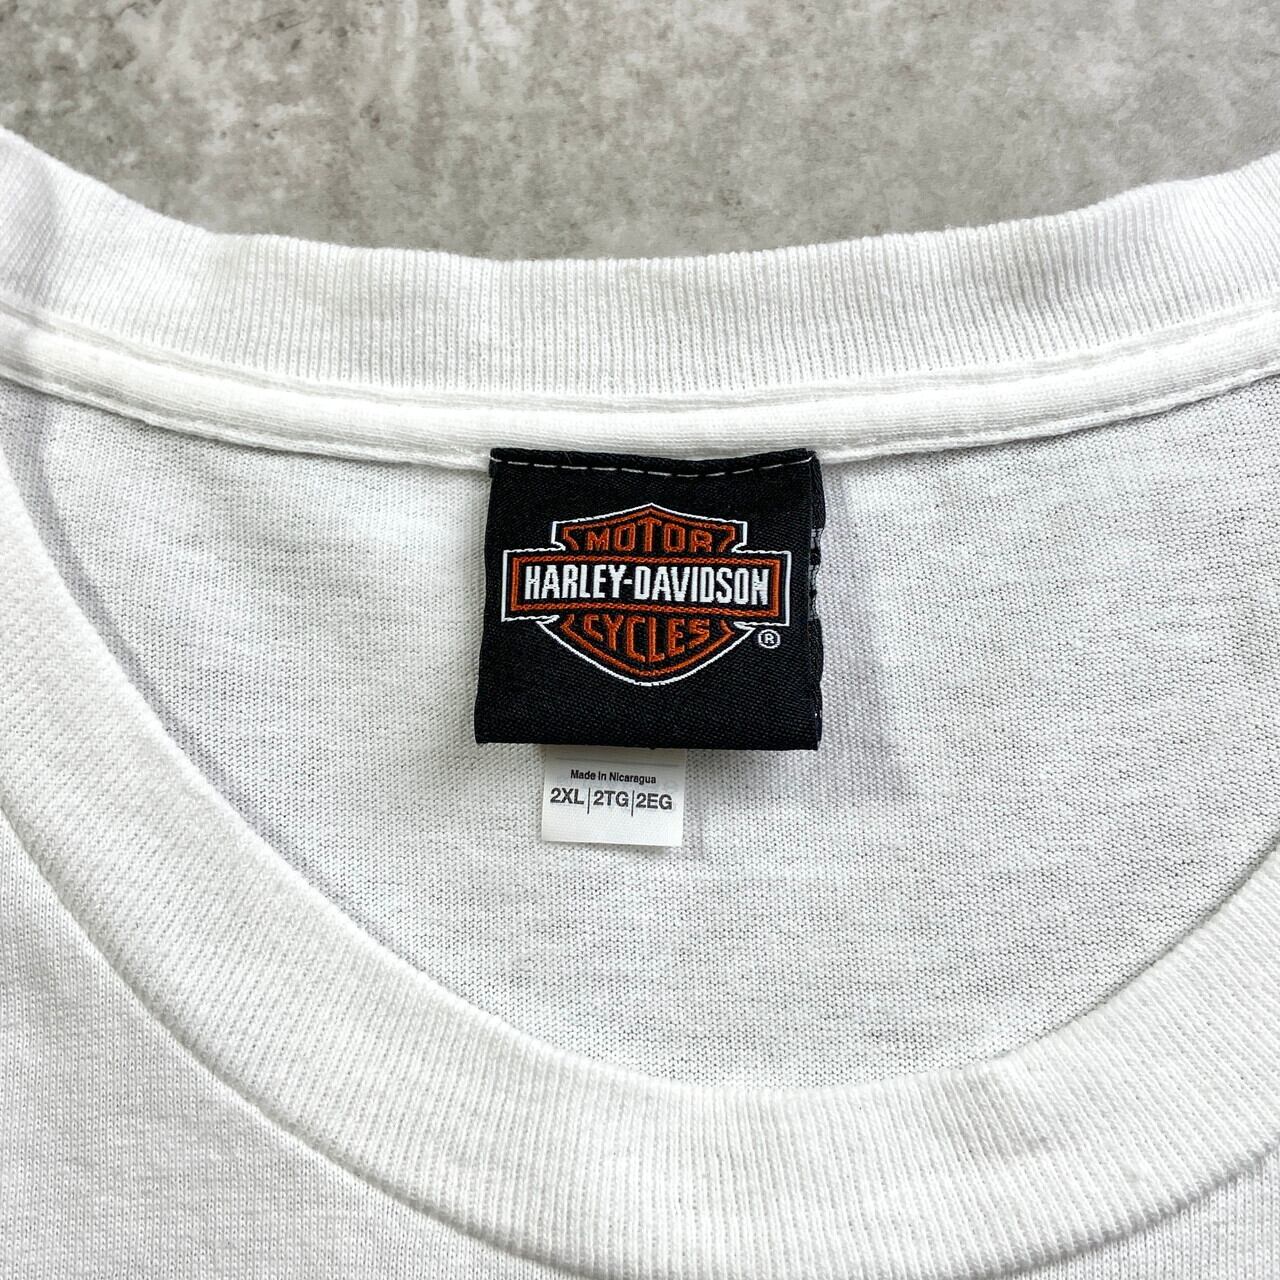 MOTOR
HARLEY-DAVIDSON
CYCLES
®
Made in Nicaragua
2XL|2TG|2EG